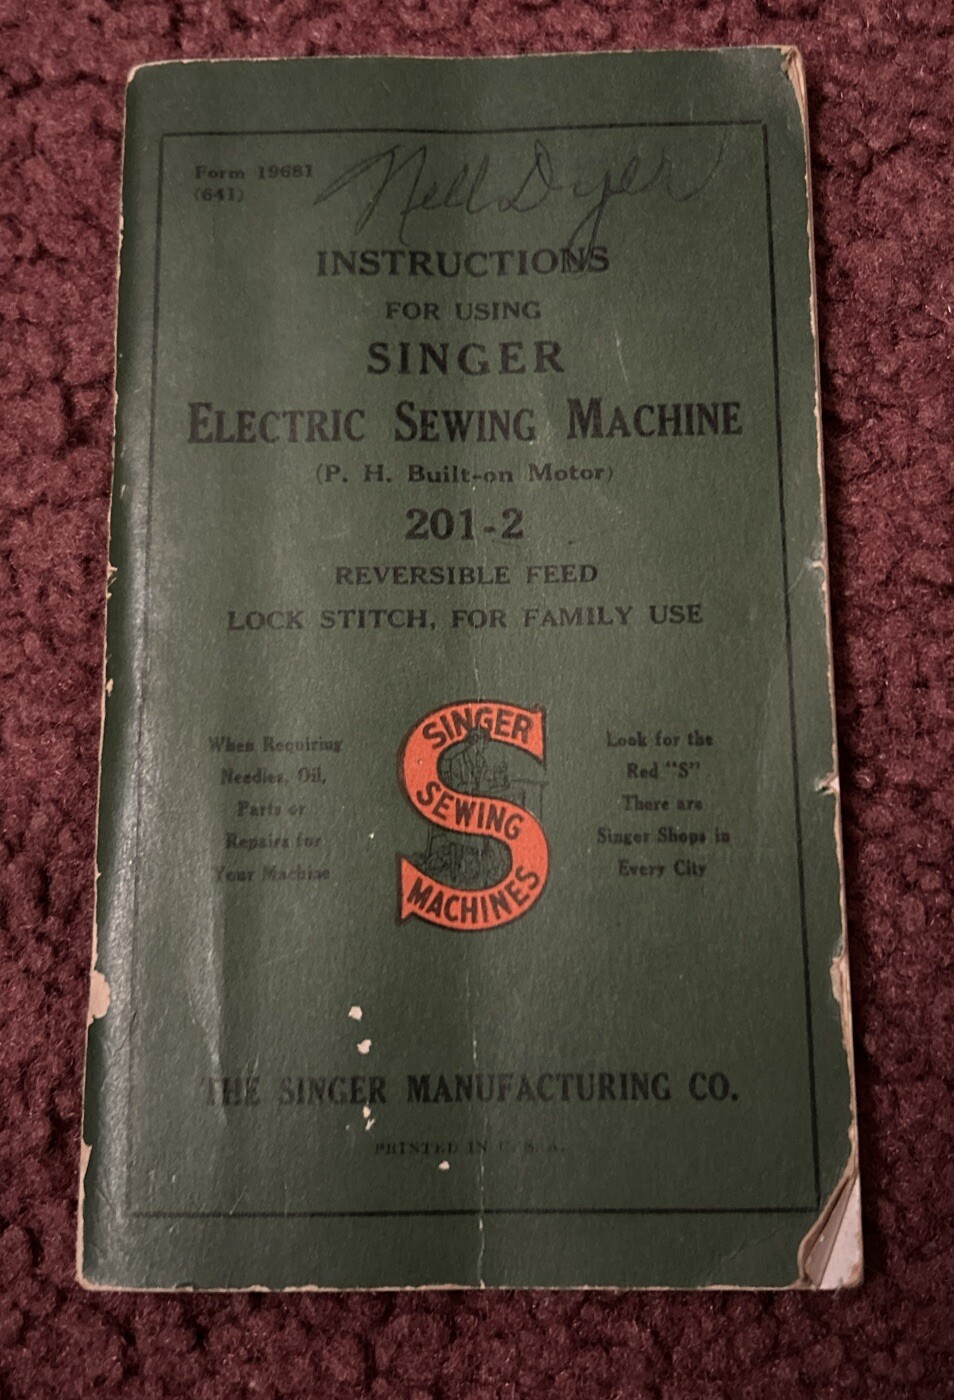 Form 19681
(641)
Nell Dyer
INSTRUCTIONS
FOR USING
SINGER
ELECTRIC SEWING MACHINE
(P. H. Built-on Motor)
201-2
REVERSIBLE FEED
LOCK STITCH, FOR FAMILY USE
When Requiring
Needles, Oil,
Parts or
Repairs for
Your Machine
SINGER
SEWING
MACHINES
Look for the
Red "S"
There are
Singer Shops in
Every City
THE SINGER MANUFACTURING CO.
PRINTED IN U. S. A.